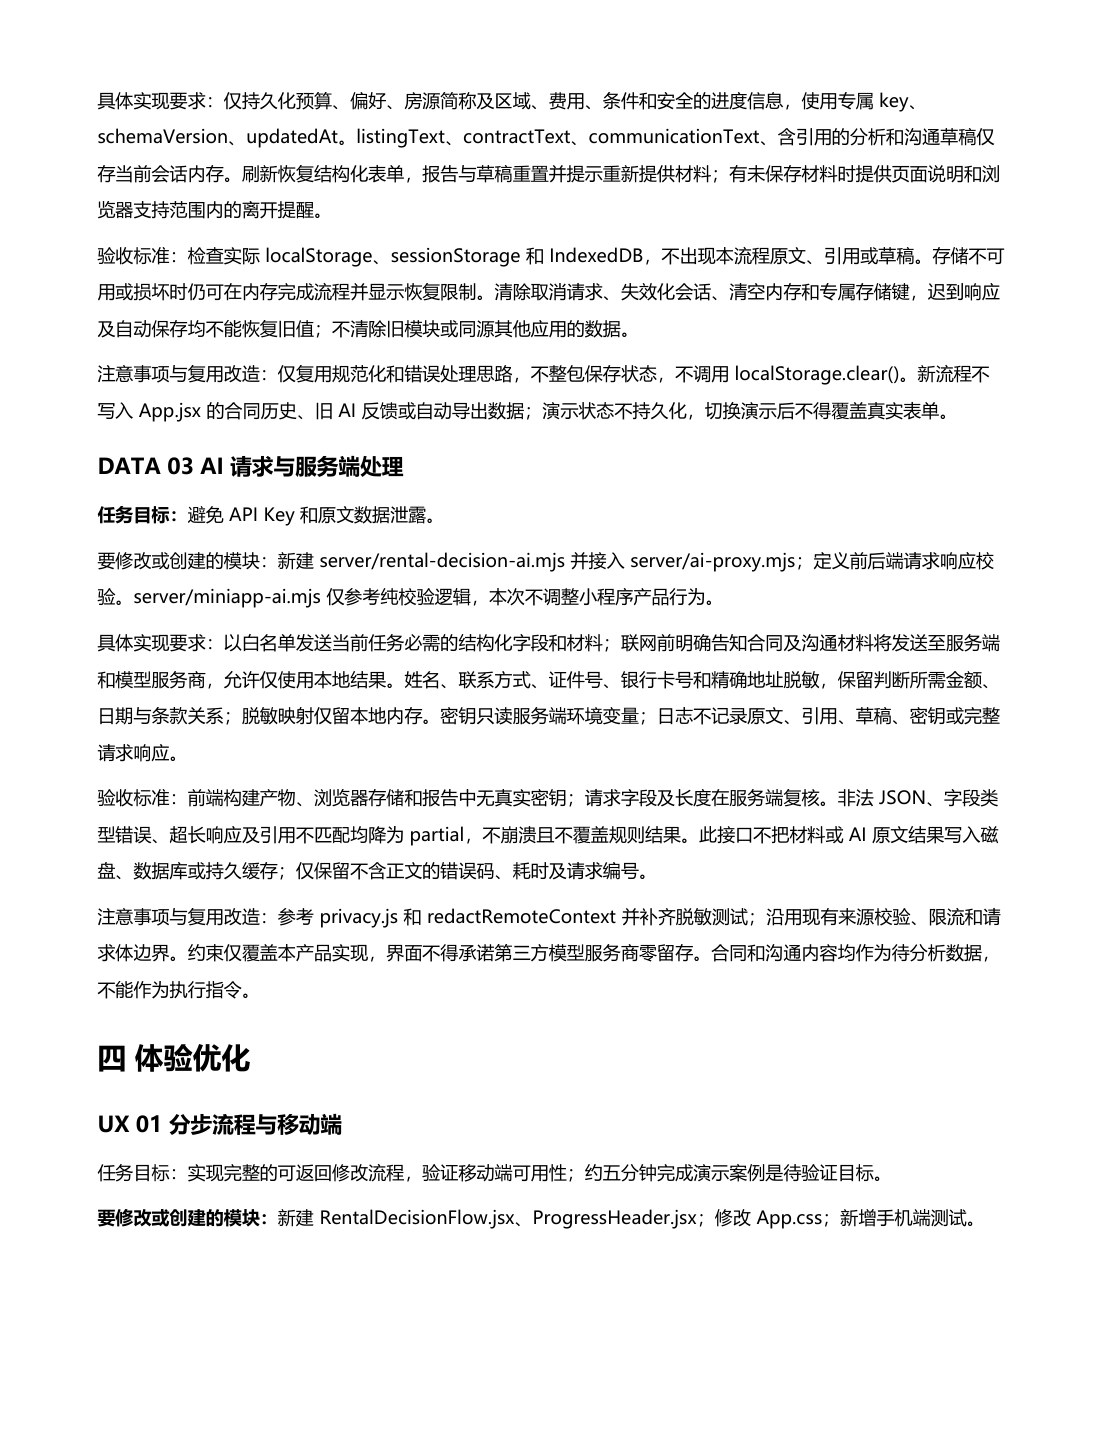 具体实现要求：仅持久化预算、偏好、房源简称及区域、费用、条件和安全的进度信息，使用专属 key、
schemaVersion、updatedAt。listingText、contractText、communicationText、含引用的分析和沟通草稿仅
存当前会话内存。刷新恢复结构化表单，报告与草稿重置并提示重新提供材料；有未保存材料时提供页面说明和浏
览器支持范围内的离开提醒。
验收标准：检查实际 localStorage、sessionStorage 和 IndexedDB，不出现本流程原文、引用或草稿。存储不可
用或损坏时仍可在内存完成流程并显示恢复限制。清除取消请求、失效化会话、清空内存和专属存储键，迟到响应
及自动保存均不能恢复旧值；不清除旧模块或同源其他应用的数据。
注意事项与复用改造：仅复用规范化和错误处理思路，不整包保存状态，不调用 localStorage.clear()。新流程不
写入 App.jsx 的合同历史、旧 AI 反馈或自动导出数据；演示状态不持久化，切换演示后不得覆盖真实表单。
DATA 03 AI 请求与服务端处理
任务目标：避免 API Key 和原文数据泄露。
要修改或创建的模块：新建 server/rental-decision-ai.mjs 并接入 server/ai-proxy.mjs；定义前后端请求响应校
验。server/miniapp-ai.mjs 仅参考纯校验逻辑，本次不调整小程序产品行为。
具体实现要求：以白名单发送当前任务必需的结构化字段和材料；联网前明确告知合同及沟通材料将发送至服务端
和模型服务商，允许仅使用本地结果。姓名、联系方式、证件号、银行卡号和精确地址脱敏，保留判断所需金额、
日期与条款关系；脱敏映射仅留本地内存。密钥只读服务端环境变量；日志不记录原文、引用、草稿、密钥或完整
请求响应。
验收标准：前端构建产物、浏览器存储和报告中无真实密钥；请求字段及长度在服务端复核。非法 JSON、字段类
型错误、超长响应及引用不匹配均降为 partial，不崩溃且不覆盖规则结果。此接口不把材料或 AI 原文结果写入磁
盘、数据库或持久缓存；仅保留不含正文的错误码、耗时及请求编号。
注意事项与复用改造：参考 privacy.js 和 redactRemoteContext 并补齐脱敏测试；沿用现有来源校验、限流和请
求体边界。约束仅覆盖本产品实现，界面不得承诺第三方模型服务商零留存。合同和沟通内容均作为待分析数据，
不能作为执行指令。
四 体验优化
UX 01 分步流程与移动端
任务目标：实现完整的可返回修改流程，验证移动端可用性；约五分钟完成演示案例是待验证目标。
要修改或创建的模块：新建 RentalDecisionFlow.jsx、ProgressHeader.jsx；修改 App.css；新增手机端测试。